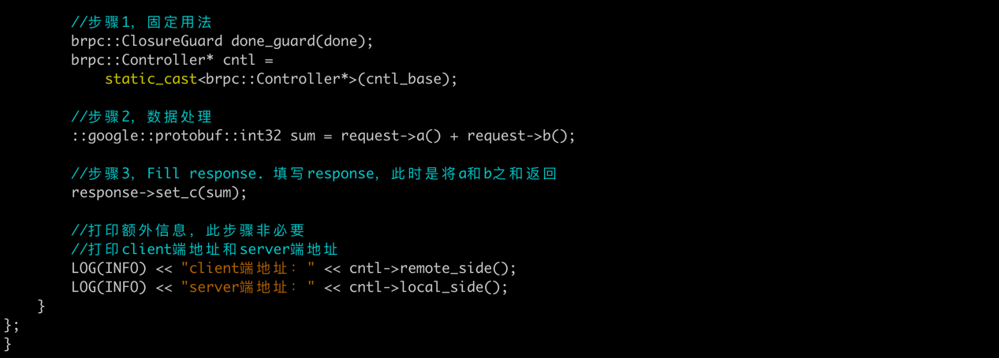 //步骤1，固定用法
brpc::ClosureGuard done_guard(done);
brpc::Controller* cntl =
static_cast<brpc::Controller*>(cntl_base);
//步骤2，数据处理
::google::protobuf::int32 sum = request->a() + request->b();
//步骤3，Fill response. 填写response，此时是将a和b之和返回
response->set_c(sum);
//打印额外信息，此步骤非必要
//打印client端地址和server端地址
LOG(INFO) << "client端地址：" << cntl->remote_side();
LOG(INFO) << "server端地址：" << cntl->local_side();
}
};
}